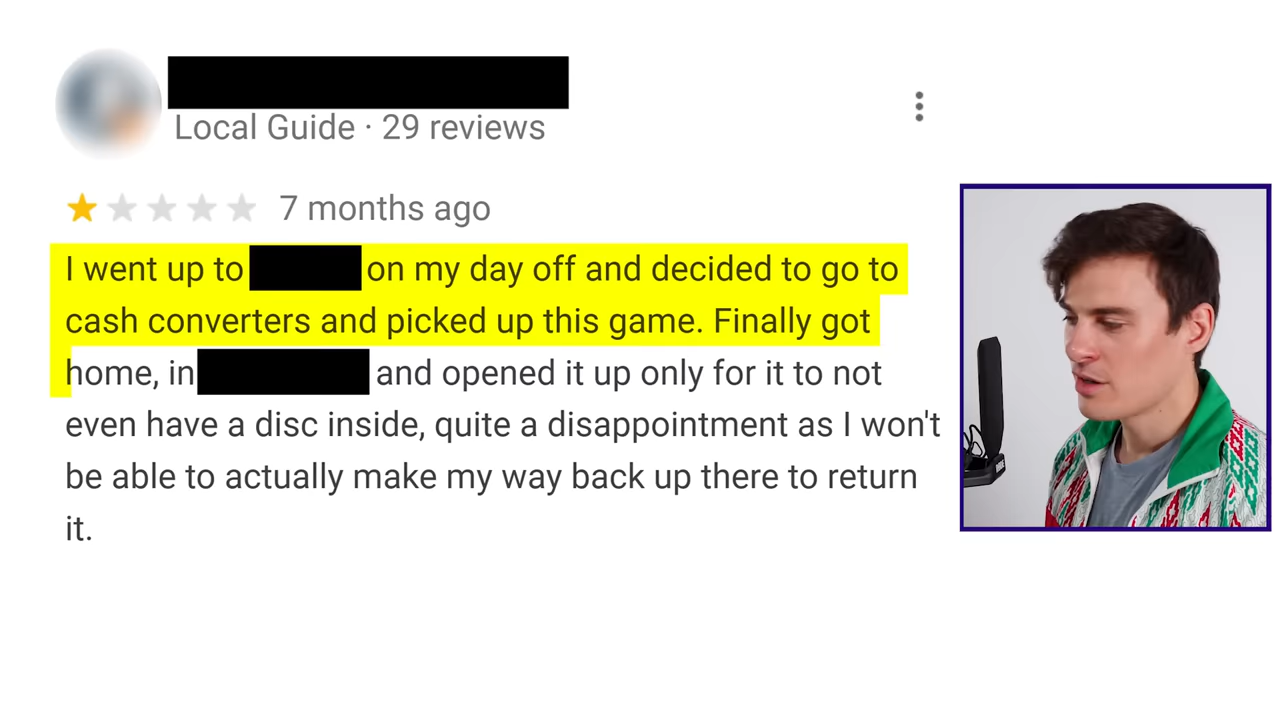 Local Guide · 29 reviews
7 months ago
I went up to on my day off and decided to go to
cash converters and picked up this game. Finally got
home, in and opened it up only for it to not
even have a disc inside, quite a disappointment as I won't
be able to actually make my way back up there to return
it.